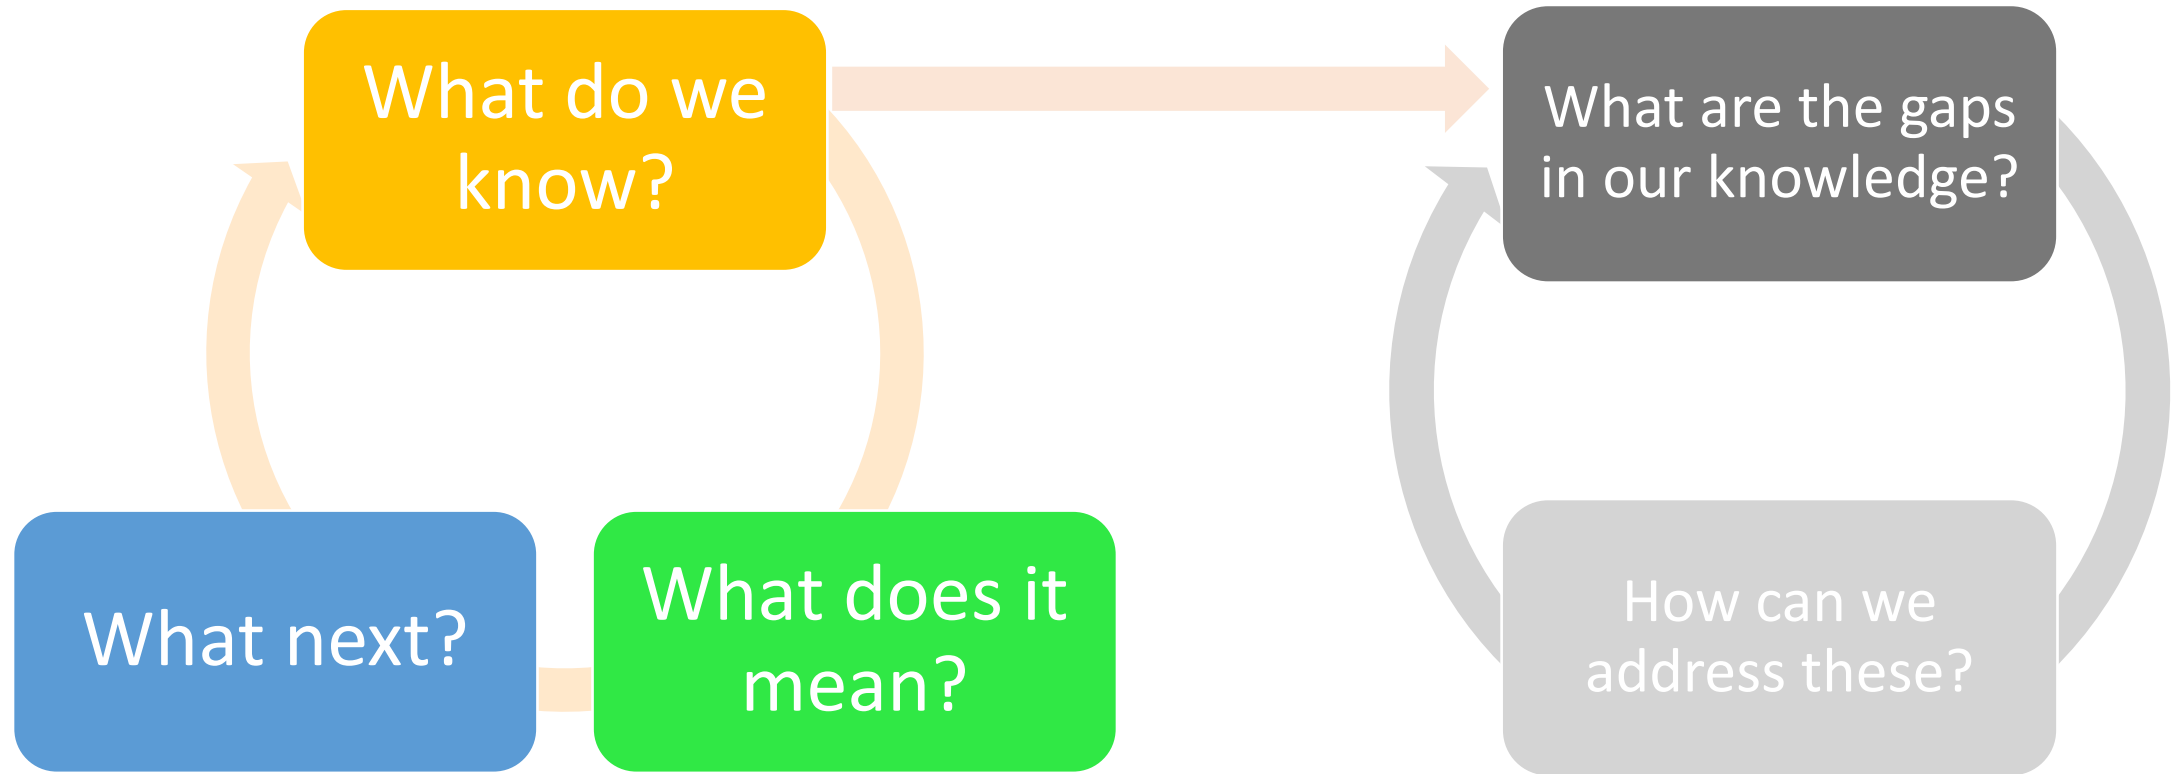 What do we
know?
What are the gaps
in our knowledge?
What next?
What does it
mean?
How can we
address these?